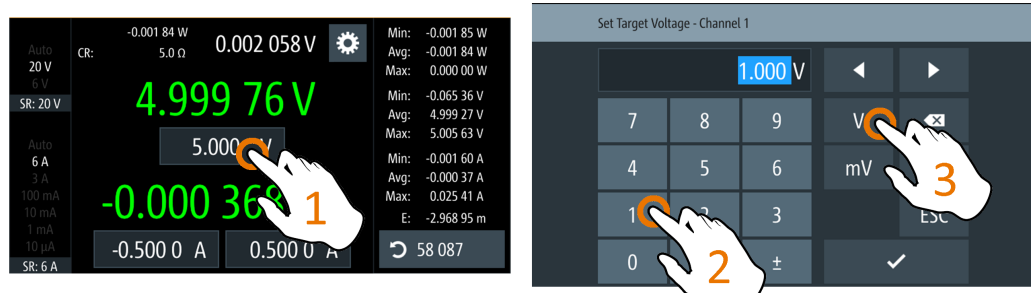 Auto
20 V
6 V
SR: 20 V
Auto
6 A
3 A
100 mA
10 mA
1 mA
10 µA
SR: 6 A
-0.001 84 W
CR: 5.0 Ω
0.002 058 V
4.999 76 V
5.000 V
-0.000 368
-0.500 0 A
0.500 0 A
Min: -0.001 85 W
Avg: -0.001 84 W
Max: 0.000 00 W
Min: -0.065 36 V
Avg: 4.999 27 V
Max: 5.005 63 V
Min: -0.001 60 A
Avg: -0.000 37 A
Max: 0.025 41 A
E: -2.968 95 m
58 087
1
Set Target Voltage - Channel 1
1.000 V
7 8 9
V
4 5 6
mV
1 2 3
ESC
0 ±
2
3